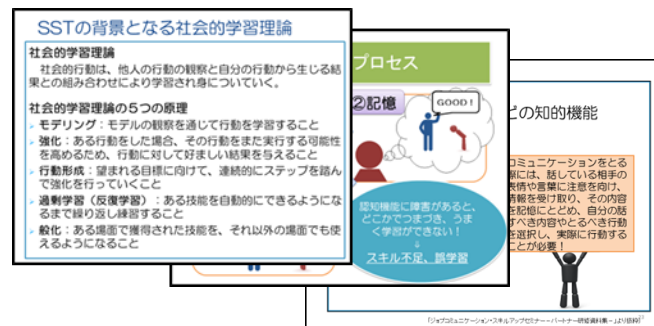 SSTの背景となる社会的学習理論
社会的学習理論
社会的行動は、他人の行動の観察と自分の行動から生じる結
果との組み合わせにより学習され身についていく。
社会的学習理論の5つの原理
モデリング：モデルの観察を通じて行動を学習すること
強化：ある行動をした場合、その行動をまた実行する可能性
を高めるため、行動に対して好ましい結果を与えること
行動形成：望まれる目標に向けて、連続的にステップを踏ん
で強化を行っていくこと
過剰学習（反復学習）：ある技能を自動的にできるようにな
るまで繰り返し練習すること
般化：ある場面で獲得された技能を、それ以外の場面でも使
えるようになること
プロセス
②記憶
GOOD！
認知機能に障害があると、
どこかでつまづき、うま
く学習ができない！
⇓
スキル不足、誤学習
どの知的機能
コミュニケーションをとる
際には、話している相手の
表情や言葉に注意を向け、
情報を受け取り、その内容
を記憶にとどめ、自分の話
すべき内容やとるべき行動
を選択し、実際に行動する
ことが必要！
「ジョブコミュニケーション・スキルアップセミナー－パートナー研修資料集－」より抜粋